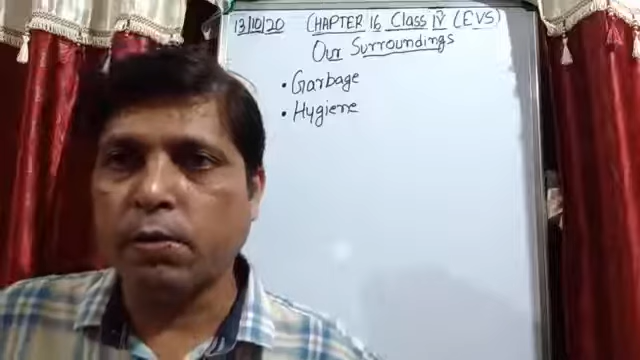 13/10/20 CHAPTER 16 Class IV (EVS)
Our Surroundings
• Garbage
• Hygiene